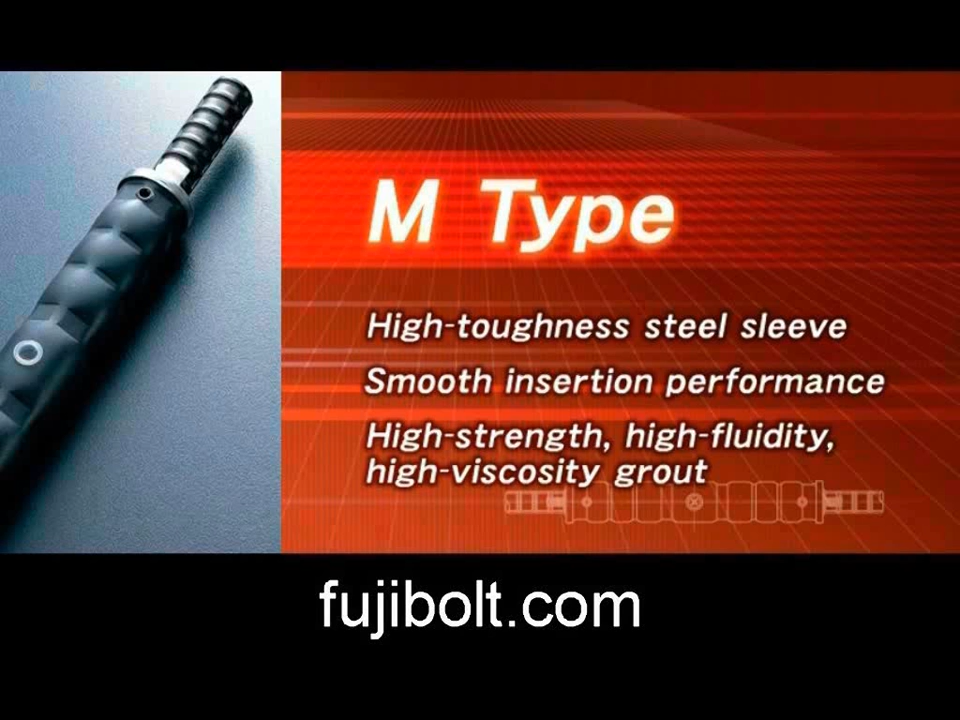 M Type
High-toughness steel sleeve
Smooth insertion performance
High-strength, high-fluidity,
high-viscosity grout
fujibolt.com